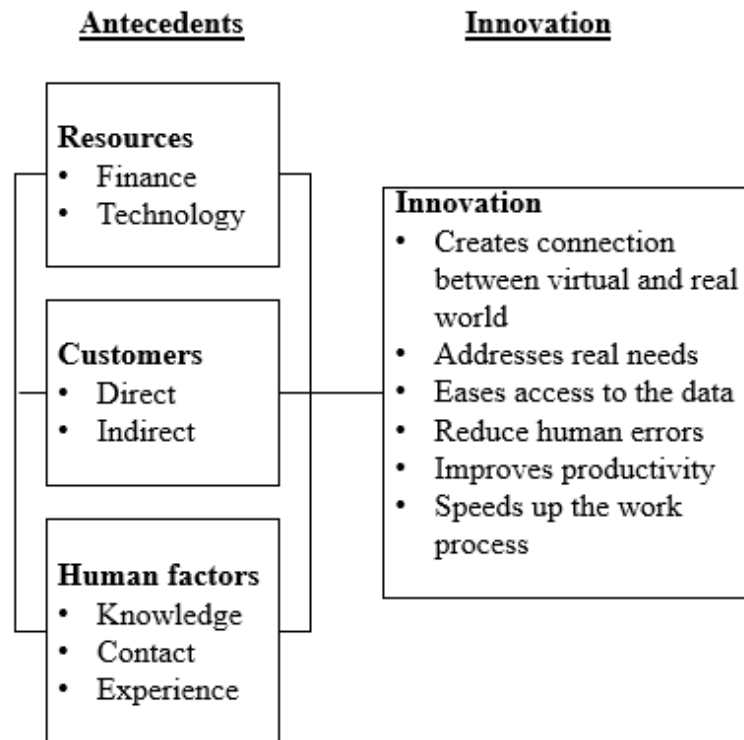 Antecedents
Innovation
Resources
• Finance
• Technology
Customers
• Direct
• Indirect
Human factors
• Knowledge
• Contact
• Experience
Innovation
• Creates connection
between virtual and real
world
• Addresses real needs
• Eases access to the data
• Reduce human errors
• Improves productivity
• Speeds up the work
process